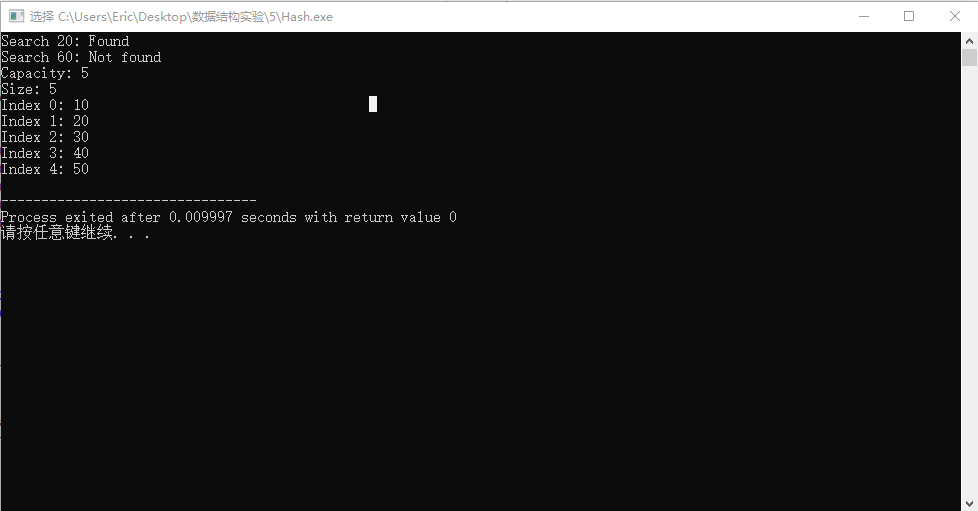 选择 C:\Users\Eric\Desktop\数据结构实验\5\Hash.exe
Search 20: Found
Search 60: Not found
Capacity: 5
Size: 5
Index 0: 10
Index 1: 20
Index 2: 30
Index 3: 40
Index 4: 50
--------------------------------
Process exited after 0.009997 seconds with return value 0
请按任意键继续. . .